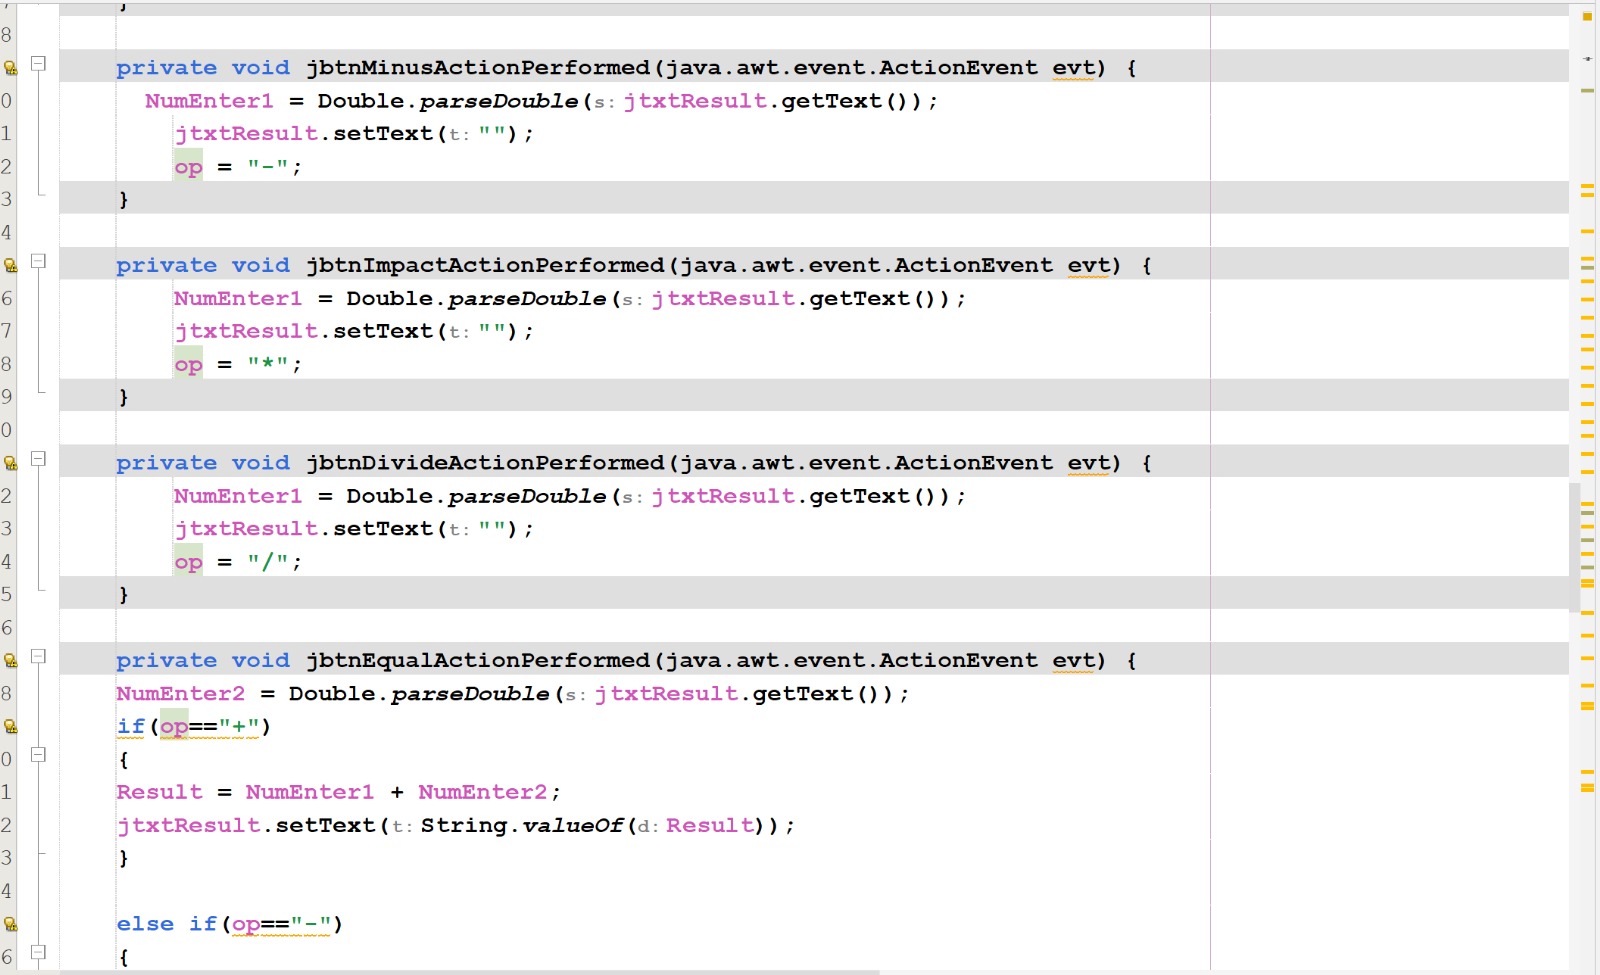 }
8
private void jbtnMinusActionPerformed(java.awt.event.ActionEvent evt) {
0 NumEnter1 = Double.parseDouble(s: jtxtResult.getText());
1 jtxtResult.setText(t: "");
2 op = "-";
3 }
4
private void jbtnImpactActionPerformed(java.awt.event.ActionEvent evt) {
6 NumEnter1 = Double.parseDouble(s: jtxtResult.getText());
7 jtxtResult.setText(t: "");
8 op = "*";
9 }
0
private void jbtnDivideActionPerformed(java.awt.event.ActionEvent evt) {
2 NumEnter1 = Double.parseDouble(s: jtxtResult.getText());
3 jtxtResult.setText(t: "");
4 op = "/";
5 }
6
private void jbtnEqualActionPerformed(java.awt.event.ActionEvent evt) {
8 NumEnter2 = Double.parseDouble(s: jtxtResult.getText());
if(op=="+")
0 {
1 Result = NumEnter1 + NumEnter2;
2 jtxtResult.setText(t: String.valueOf(d: Result));
3 }
4
else if(op=="-")
6 {